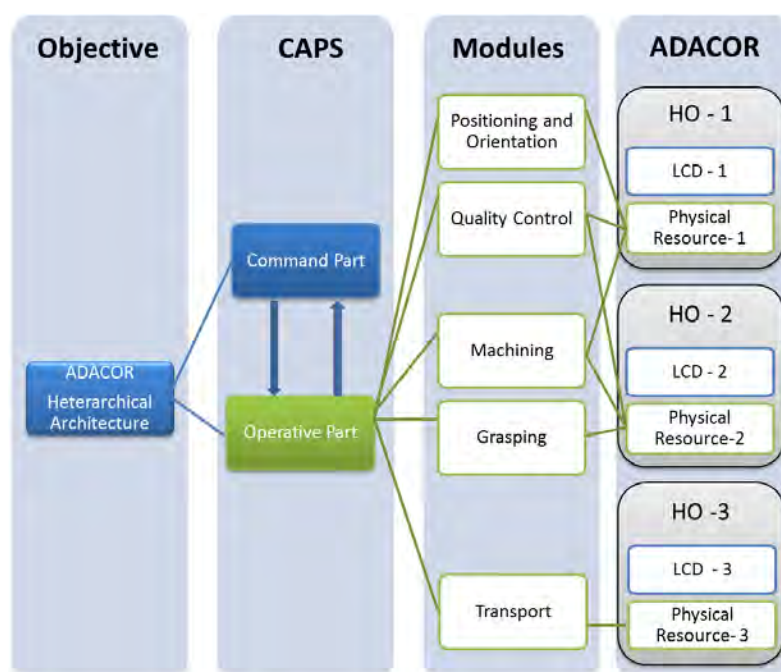 Objective
CAPS
Modules
ADACOR
ADACOR
Heterarchical
Architecture
Command Part
Operative Part
Positioning and
Orientation
Quality Control
Machining
Grasping
Transport
HO - 1
LCD - 1
Physical
Resource- 1
HO - 2
LCD - 2
Physical
Resource-2
HO -3
LCD - 3
Physical
Resource- 3